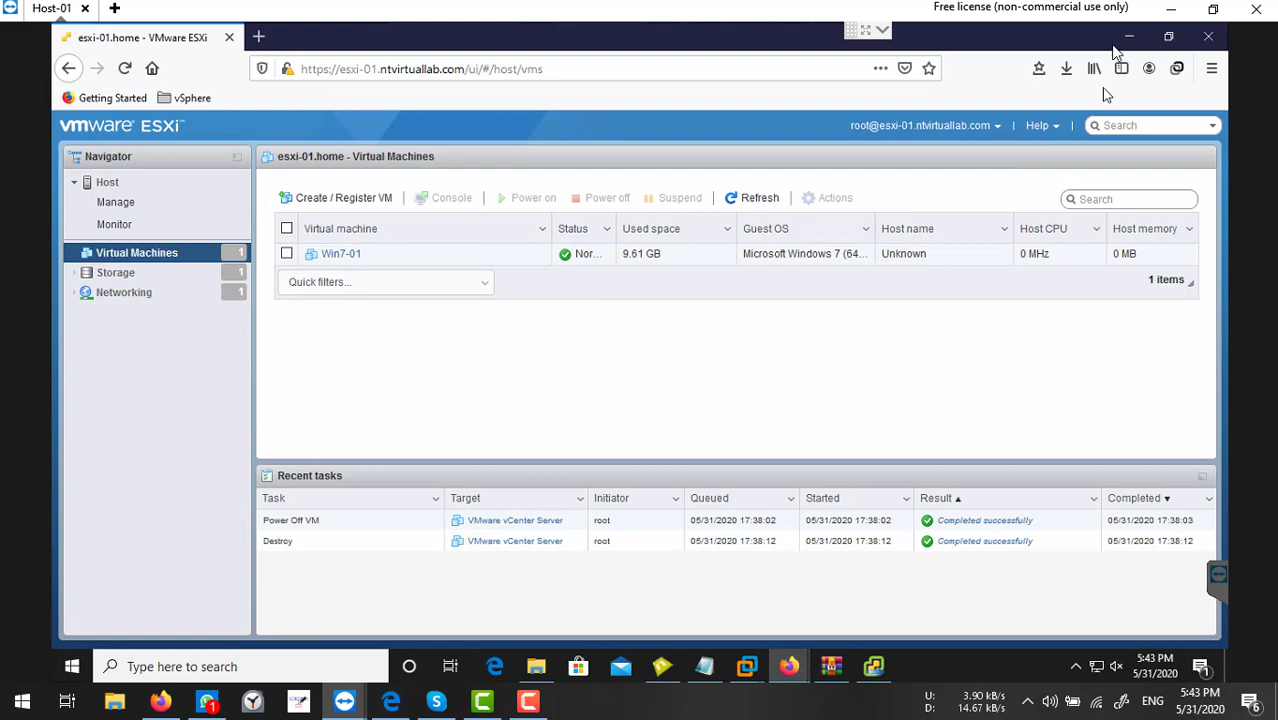 Host-01
Free license (non-commercial use only)
esxi-01.home - VMware ESXi
https://esxi-01.ntvirtuallab.com/ui/#/host/vms
Getting Started
vSphere
vmware ESXi™
root@esxi-01.ntvirtuallab.com
Help
Search
Navigator
Host
Manage
Monitor
Virtual Machines
1
Storage
1
Networking
1
esxi-01.home - Virtual Machines
Create / Register VM
Console
Power on
Power off
Suspend
Refresh
Actions
Search
Virtual machine
Status
Used space
Guest OS
Host name
Host CPU
Host memory
Win7-01
Nor...
9.61 GB
Microsoft Windows 7 (64...
Unknown
0 MHz
0 MB
Quick filters...
1 items
Recent tasks
Task
Target
Initiator
Queued
Started
Result
Completed
Power Off VM
VMware vCenter Server
root
05/31/2020 17:38:02
05/31/2020 17:38:02
Completed successfully
05/31/2020 17:38:03
Destroy
VMware vCenter Server
root
05/31/2020 17:38:12
05/31/2020 17:38:12
Completed successfully
05/31/2020 17:38:12
Type here to search
5:43 PM
5/31/2020
1
1
U: 3.90 kB/s
D: 14.67 kB/s
ENG
5:43 PM
5/31/2020
6